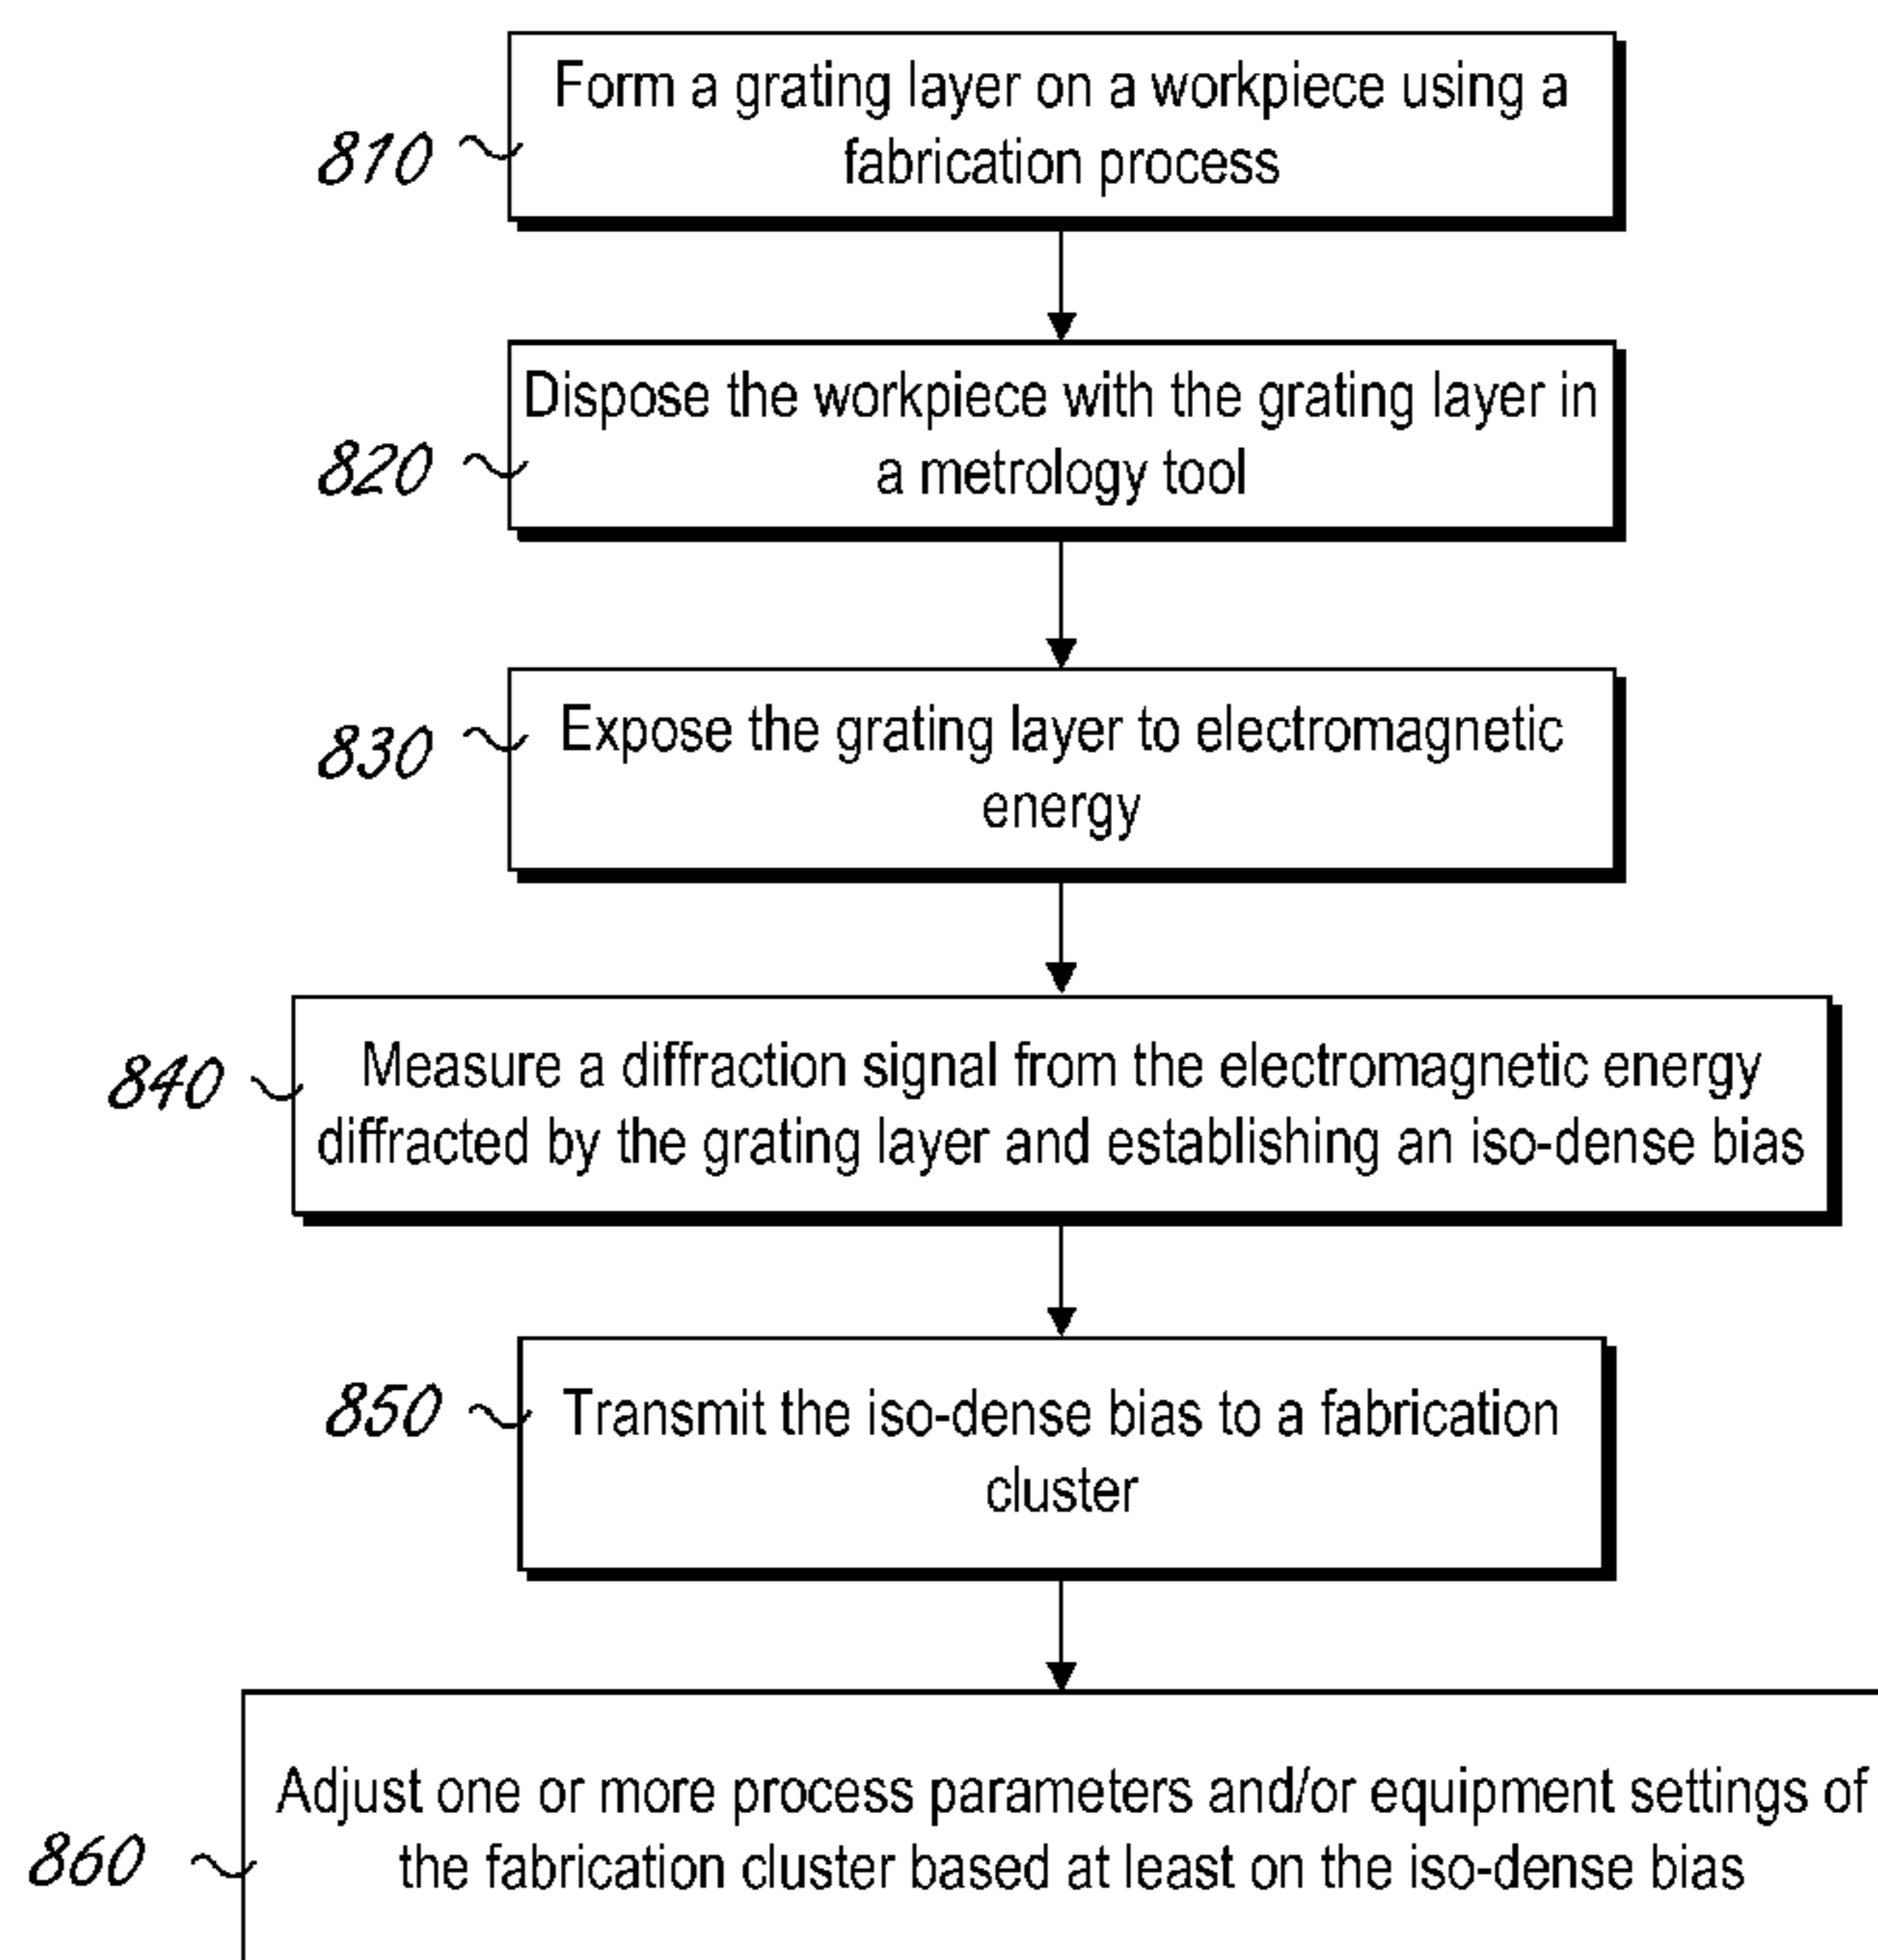 Form a grating layer on a workpiece using a
810
fabrication process
Dispose the workpiece with the grating layer in
820
a metrology tool
Expose the grating layer to electromagnetic
830
energy
Measure a diffraction signal from the electromagnetic energy
840
diffracted by the grating layer and establishing an iso-dense bias
850
Transmit the iso-dense bias to a fabrication
cluster
Adjust one or more process parameters and/or equipment settings of
860
the fabrication cluster based at least on the iso-dense bias